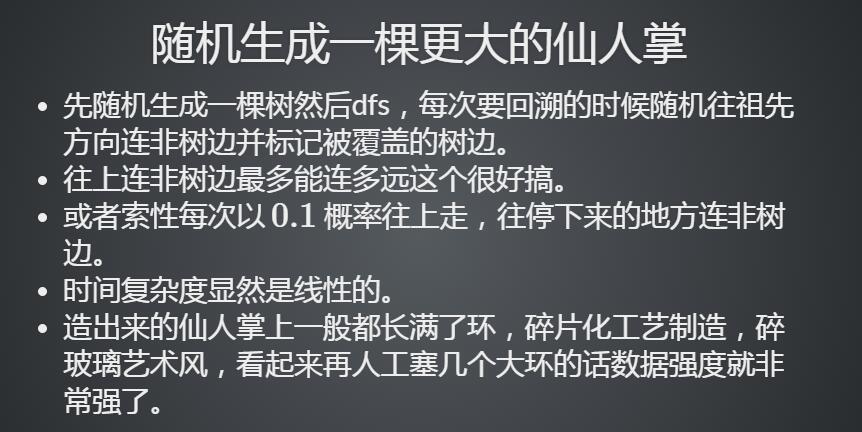 随机生成一棵更大的仙人掌
• 先随机生成一棵树然后dfs，每次要回溯的时候随机往祖先
方向连非树边并标记被覆盖的树边。
• 往上连非树边最多能连多远这个很好搞。
• 或者索性每次以 0.1 概率往上走，往停下来的地方连非树
边。
• 时间复杂度显然是线性的。
• 造出来的仙人掌上一般都长满了环，碎片化工艺制造，碎
玻璃艺术风，看起来再人工塞几个大环的话数据强度就非
常强了。